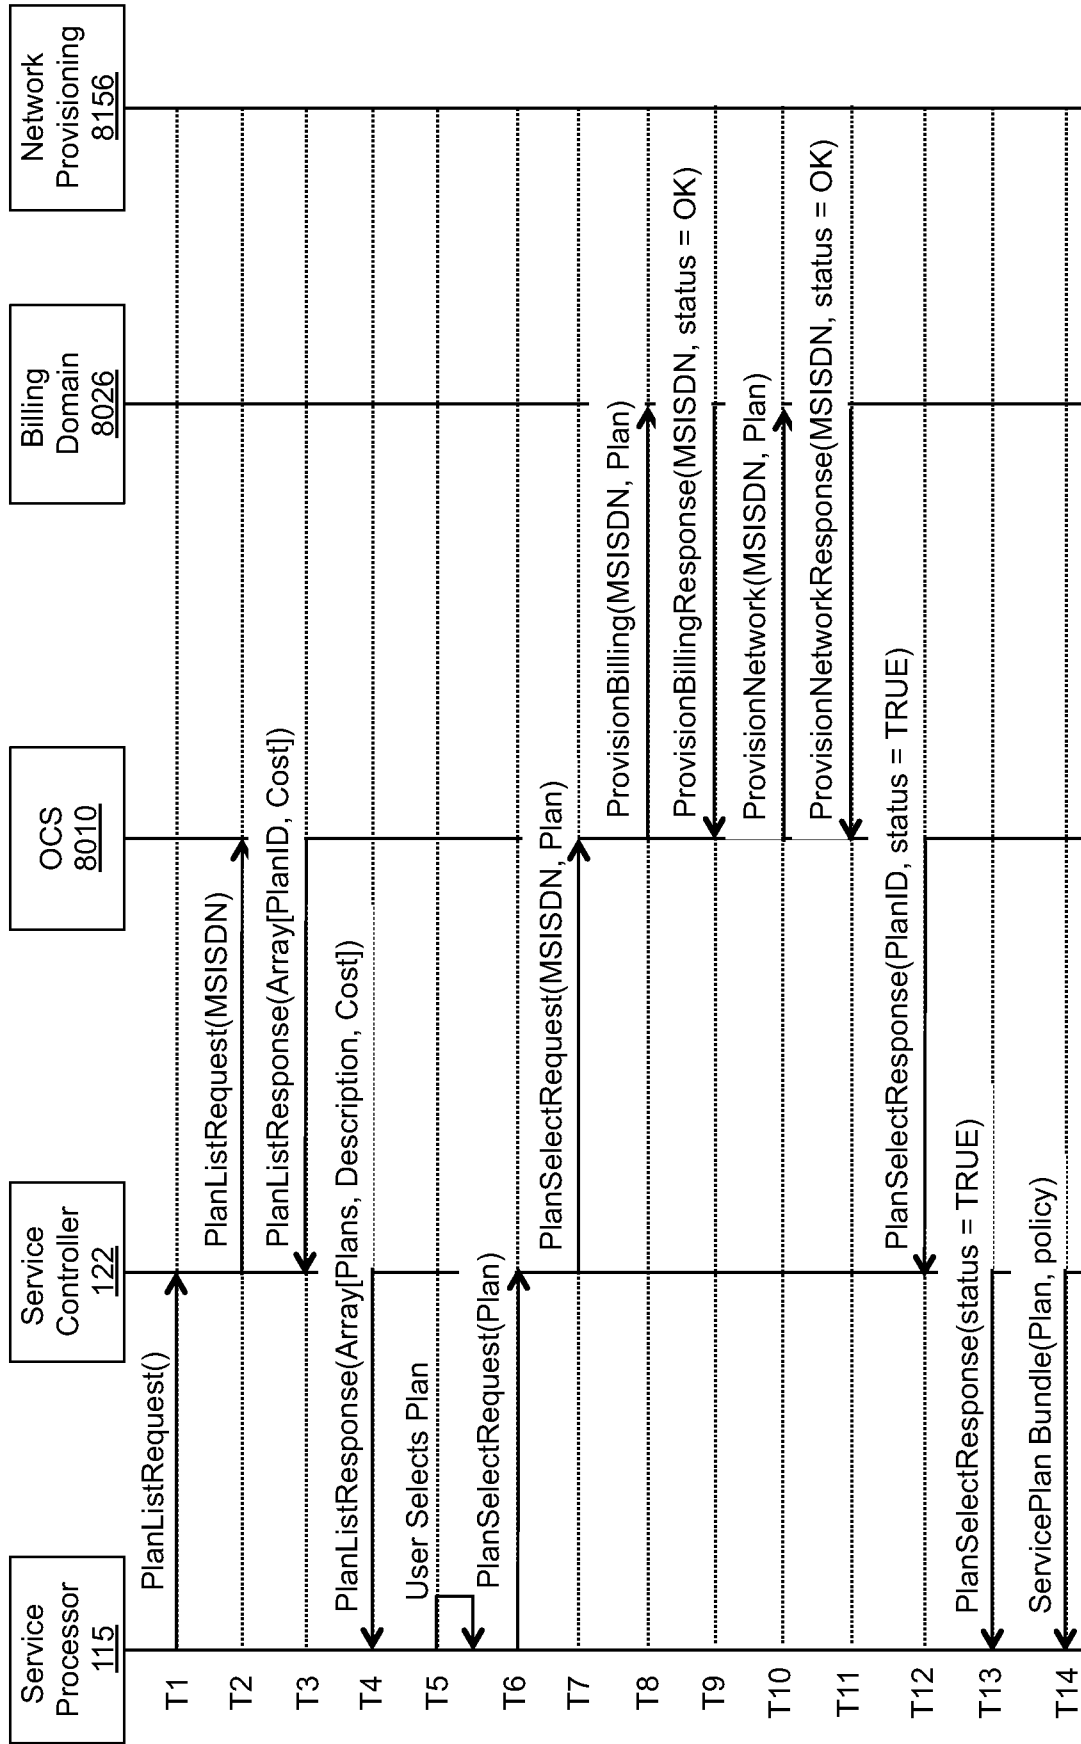 Service
Processor
115
Service
Controller
122
OCS
8010
Billing
Domain
8026
Network
Provisioning
8156
T1
PlanListRequest()
T2
PlanListRequest(MSISDN)
T3
PlanListResponse(Array[PlanID, Cost])
T4
PlanListResponse(Array[Plans, Description, Cost])
T5
User Selects Plan
T6
PlanSelectRequest(Plan)
T7
PlanSelectRequest(MSISDN, Plan)
T8
ProvisionBilling(MSISDN, Plan)
T9
ProvisionBillingResponse(MSISDN, status = OK)
T10
ProvisionNetwork(MSISDN, Plan)
T11
ProvisionNetworkResponse(MSISDN, status = OK)
T12
PlanSelectResponse(PlanID, status = TRUE)
T13
PlanSelectResponse(status = TRUE)
T14
ServicePlan Bundle(Plan, policy)